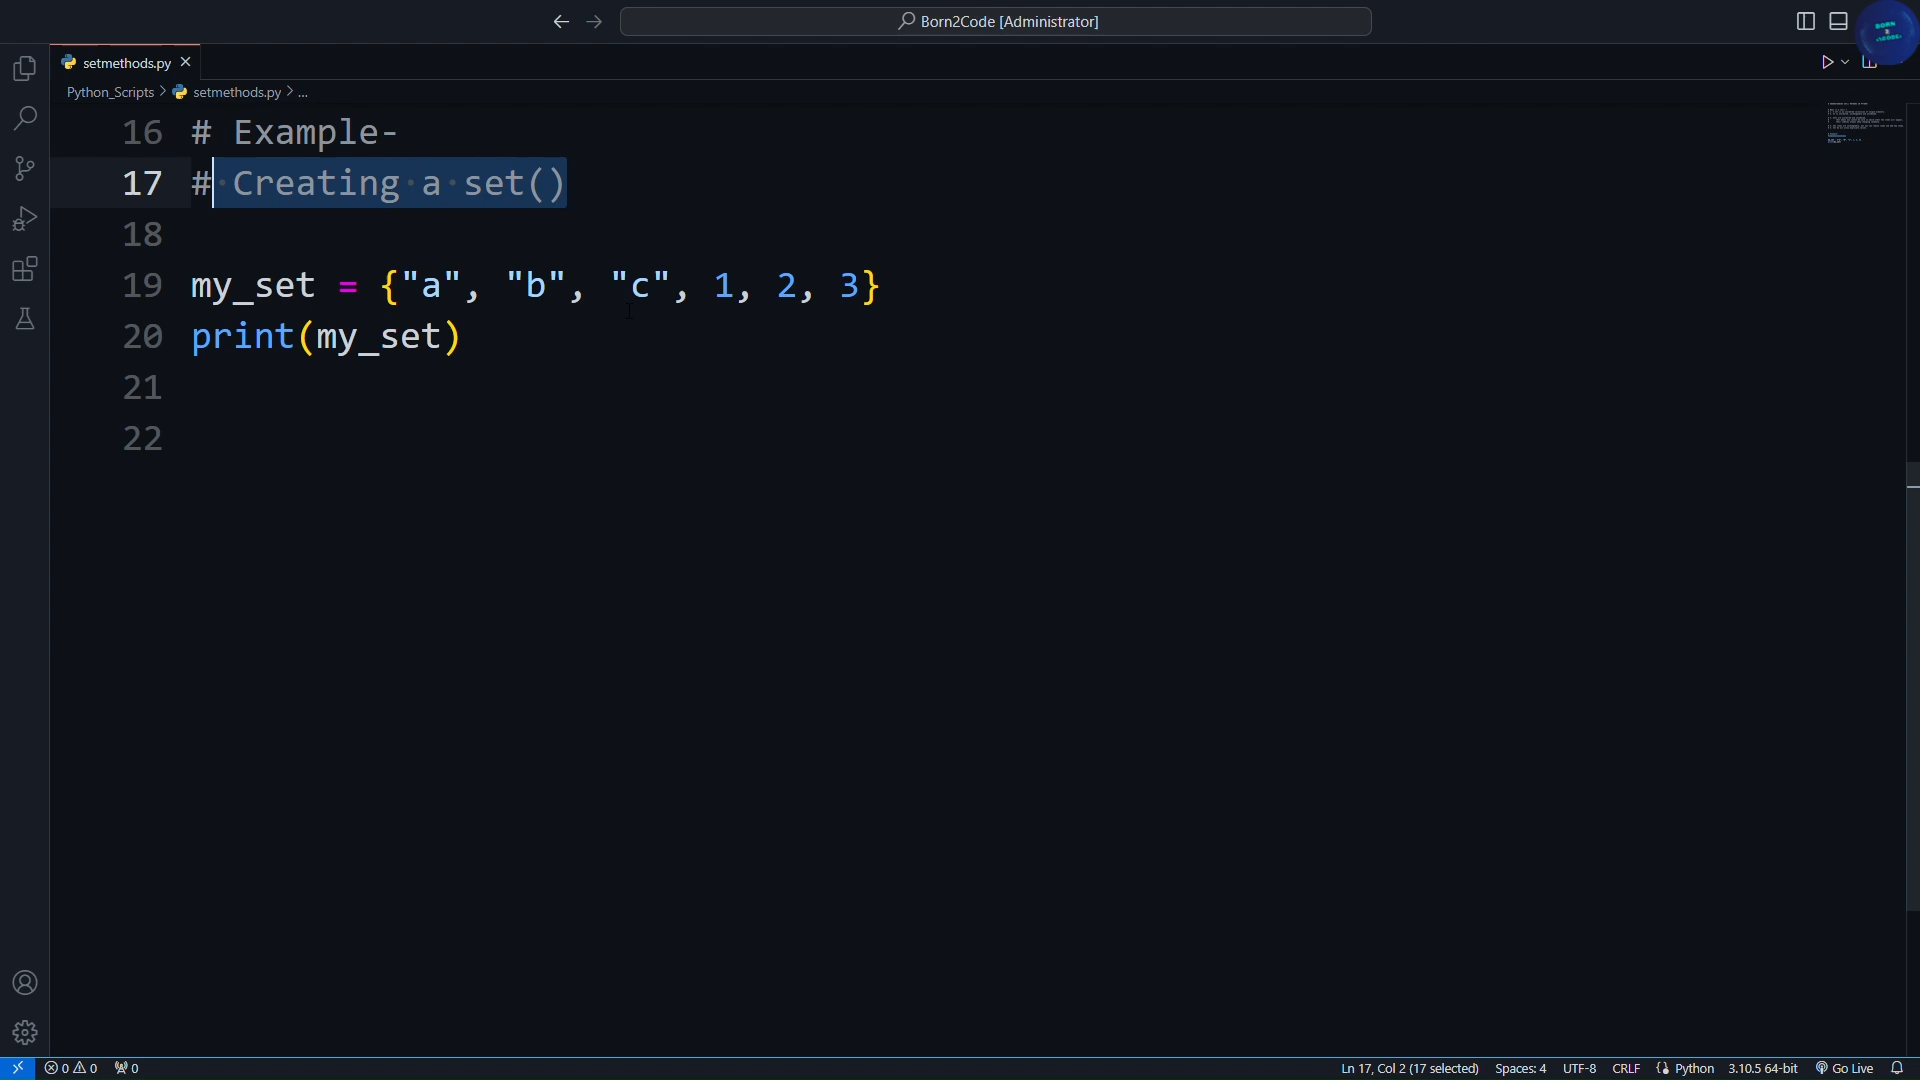 Born2Code [Administrator]
BORN
2
setmethods.py
Python_Scripts > setmethods.py > ...
16 # Example-
17 # Creating a set()
18
19 my_set = {"a", "b", "c", 1, 2, 3}
20 print(my_set)
21
22
0 0 0 Ln 17, Col 2 (17 selected) Spaces: 4 UTF-8 CRLF Python 3.10.5 64-bit Go Live